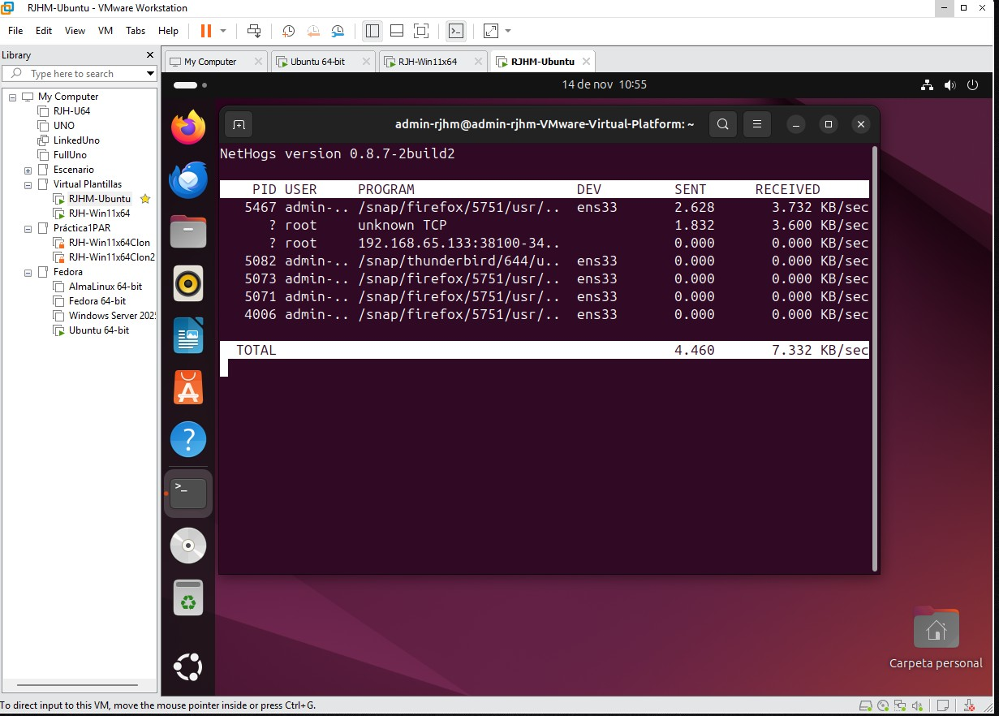 RJHM-Ubuntu - VMware Workstation
File Edit View VM Tabs Help
Library
Type here to search
My Computer
RJH-U64
UNO
LinkedUno
FullUno
Escenario
Virtual Plantillas
RJHM-Ubuntu
RJH-Win11x64
Práctica1PAR
RJH-Win11x64Clon
RJH-Win11x64Clon2
Fedora
AlmaLinux 64-bit
Fedora 64-bit
Windows Server 202
Ubuntu 64-bit
My Computer Ubuntu 64-bit RJH-Win11x64 RJHM-Ubuntu
14 de nov 10:55
admin-rjhm@admin-rjhm-VMware-Virtual-Platform: ~
NetHogs version 0.8.7-2build2
PID USER PROGRAM DEV SENT RECEIVED
5467 admin-.. /snap/firefox/5751/usr/.. ens33 2.628 3.732 KB/sec
? root unknown TCP 1.832 3.600 KB/sec
? root 192.168.65.133:38100-34.. 0.000 0.000 KB/sec
5082 admin-.. /snap/thunderbird/644/u.. ens33 0.000 0.000 KB/sec
5073 admin-.. /snap/firefox/5751/usr/.. ens33 0.000 0.000 KB/sec
5071 admin-.. /snap/firefox/5751/usr/.. ens33 0.000 0.000 KB/sec
4006 admin-.. /snap/firefox/5751/usr/.. ens33 0.000 0.000 KB/sec
TOTAL 4.460 7.332 KB/sec
Carpeta personal
To direct input to this VM, move the mouse pointer inside or press Ctrl+G.